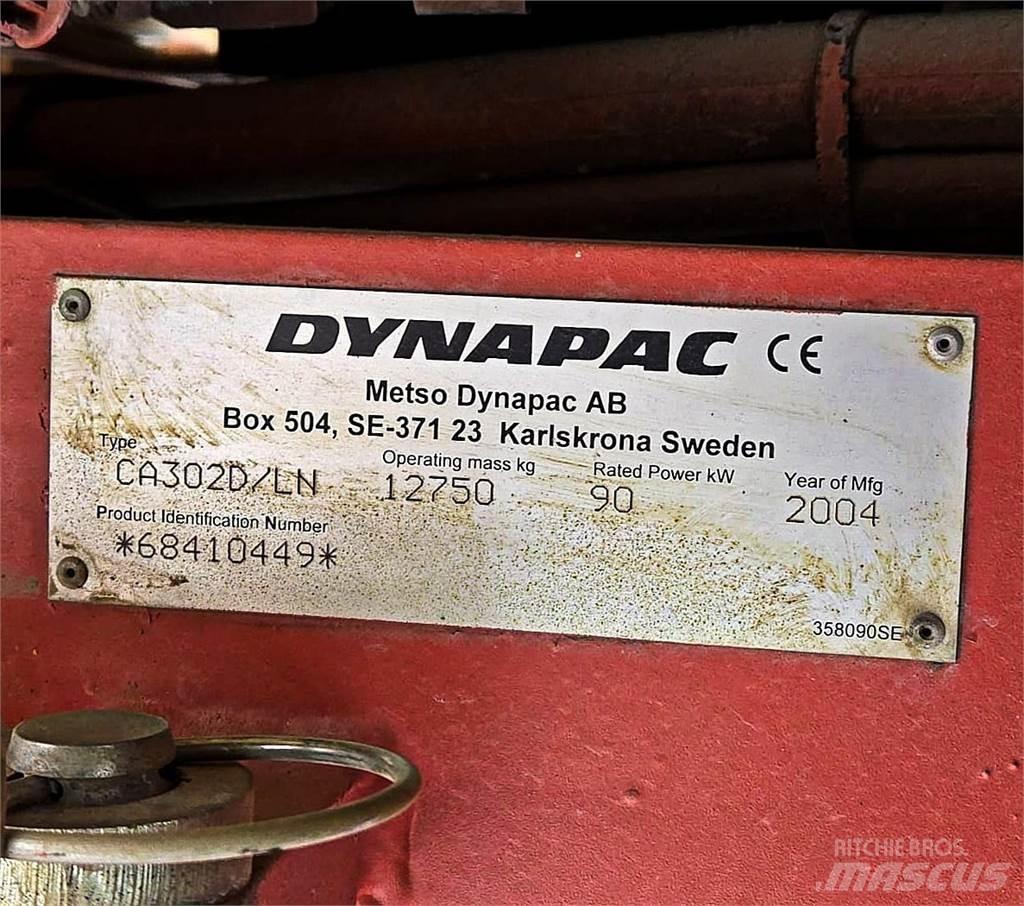 DYNAPAC CE
Metso Dynapac AB
Box 504, SE-371 23 Karlskrona Sweden
Type Operating mass kg Rated Power kW Year of Mfg
CA302D/LN 12750 90 2004
Product Identification Number
*68410449*
358090SE
RITCHIE BROS.
MASCUS